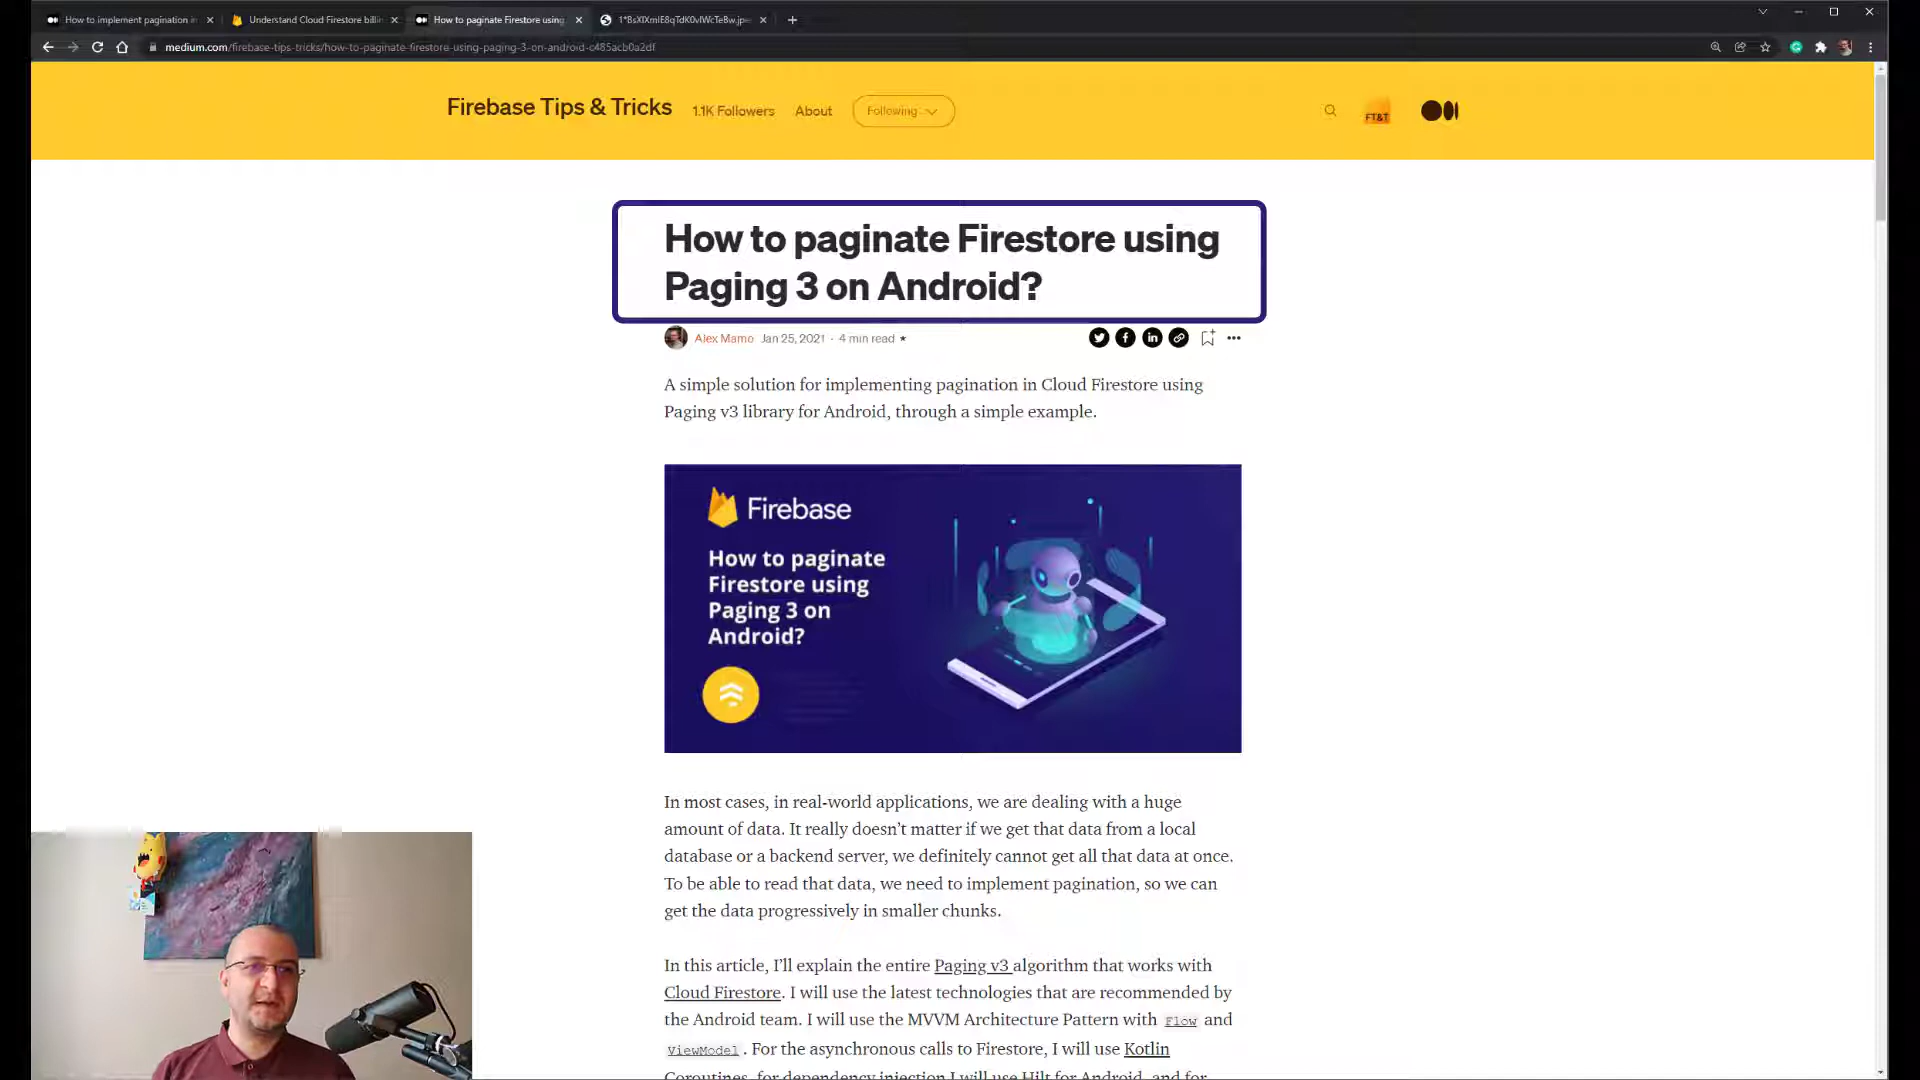 How to implement pagination in
Understand Cloud Firestore billin
How to paginate Firestore using
medium.com/firebase-tips-tricks/how-to-paginate-firestore-using-paging-3-on-android-c485acb0a2df
Firebase Tips & Tricks
1.1K Followers
About
Following
FT&T
How to paginate Firestore using
Paging 3 on Android?
Alex Mamo Jan 25, 2021 · 4 min read ★
A simple solution for implementing pagination in Cloud Firestore using
Paging v3 library for Android, through a simple example.
Firebase
How to paginate
Firestore using
Paging 3 on
Android?
In most cases, in real-world applications, we are dealing with a huge
amount of data. It really doesn’t matter if we get that data from a local
database or a backend server, we definitely cannot get all that data at once.
To be able to read that data, we need to implement pagination, so we can
get the data progressively in smaller chunks.
In this article, I’ll explain the entire Paging v3 algorithm that works with
Cloud Firestore. I will use the latest technologies that are recommended by
the Android team. I will use the MVVM Architecture Pattern with Flow and
ViewModel. For the asynchronous calls to Firestore, I will use Kotlin
Coroutines, for dependency injection I will use Hilt for Android, and for